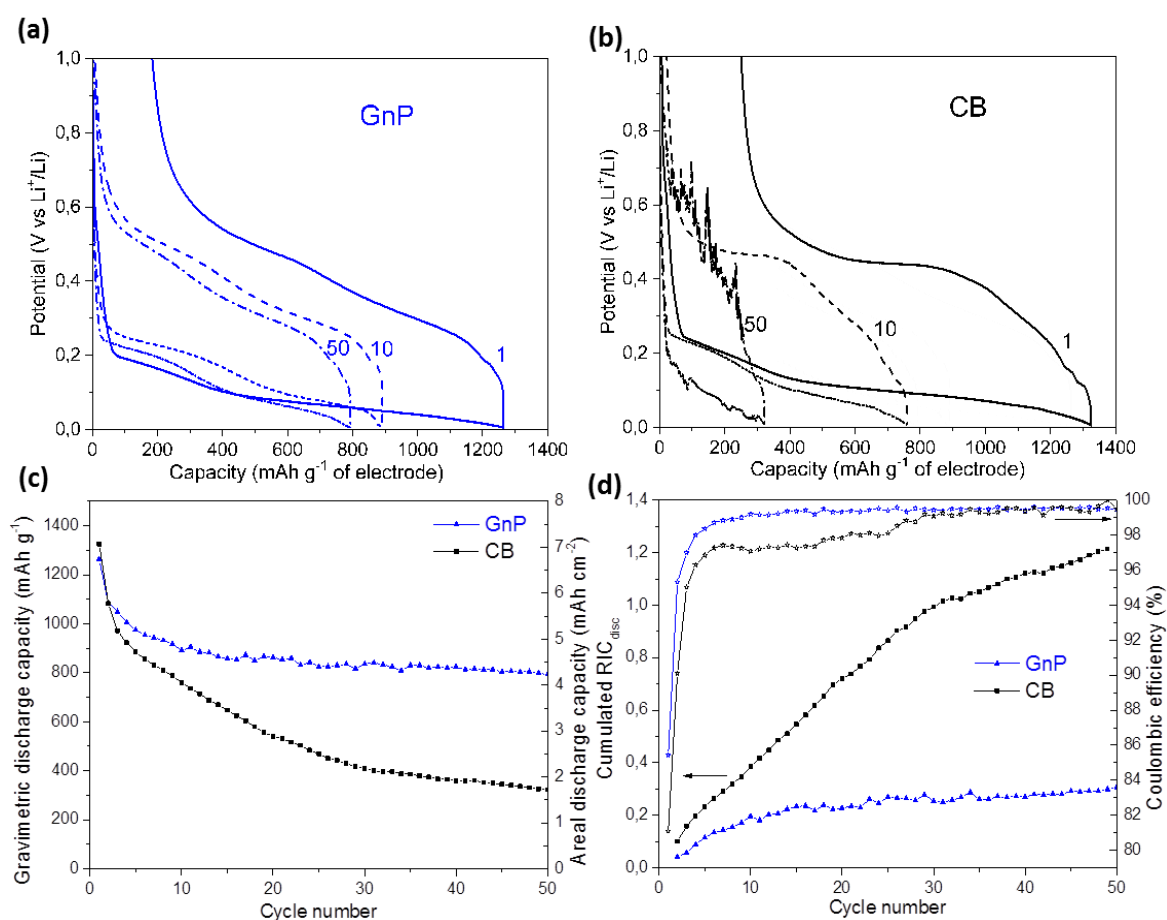 (a)
GnP
1,0
0,8
0,6
0,4
0,2
0,0
Potential (V vs Li⁺/Li)
50
10
1
0 200 400 600 800 1000 1200 1400
Capacity (mAh g⁻¹ of electrode)
(b)
CB
1,0
0,8
0,6
0,4
0,2
0,0
Potential (V vs Li⁺/Li)
50
10
1
0 200 400 600 800 1000 1200 1400
Capacity (mAh g⁻¹ of electrode)
(c)
GnP
CB
1400
1200
1000
800
600
400
200
0
Gravimetric discharge capacity (mAh g⁻¹)
8
7
6
5
4
3
2
1
0
Areal discharge capacity (mAh cm⁻²)
0 10 20 30 40 50
Cycle number
(d)
GnP
CB
1,4
1,2
1,0
0,8
0,6
0,4
0,2
0,0
Cumulated RIC_disc
100
98
96
94
92
90
88
86
84
82
80
Coulombic efficiency (%)
0 10 20 30 40 50
Cycle number